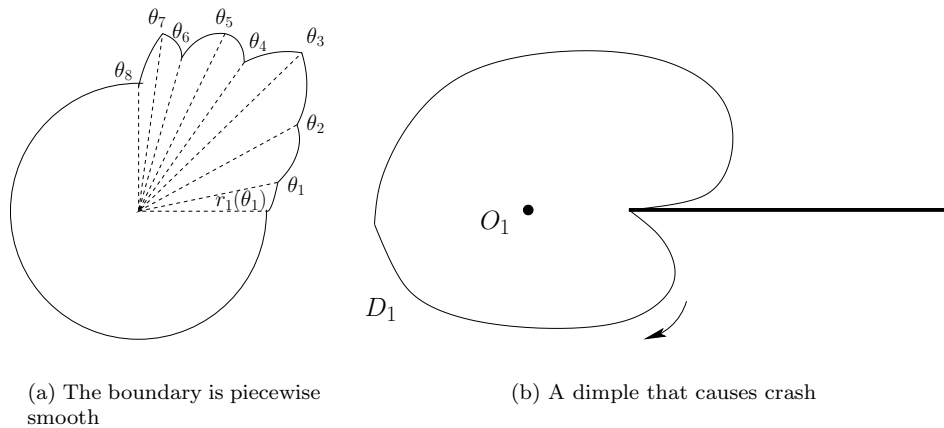 θ₇
θ₅
θ₆
θ₄
θ₃
θ₈
θ₂
θ₁
r₁(θ₁)
O₁
D₁
(a) The boundary is piecewise
smooth
(b) A dimple that causes crash